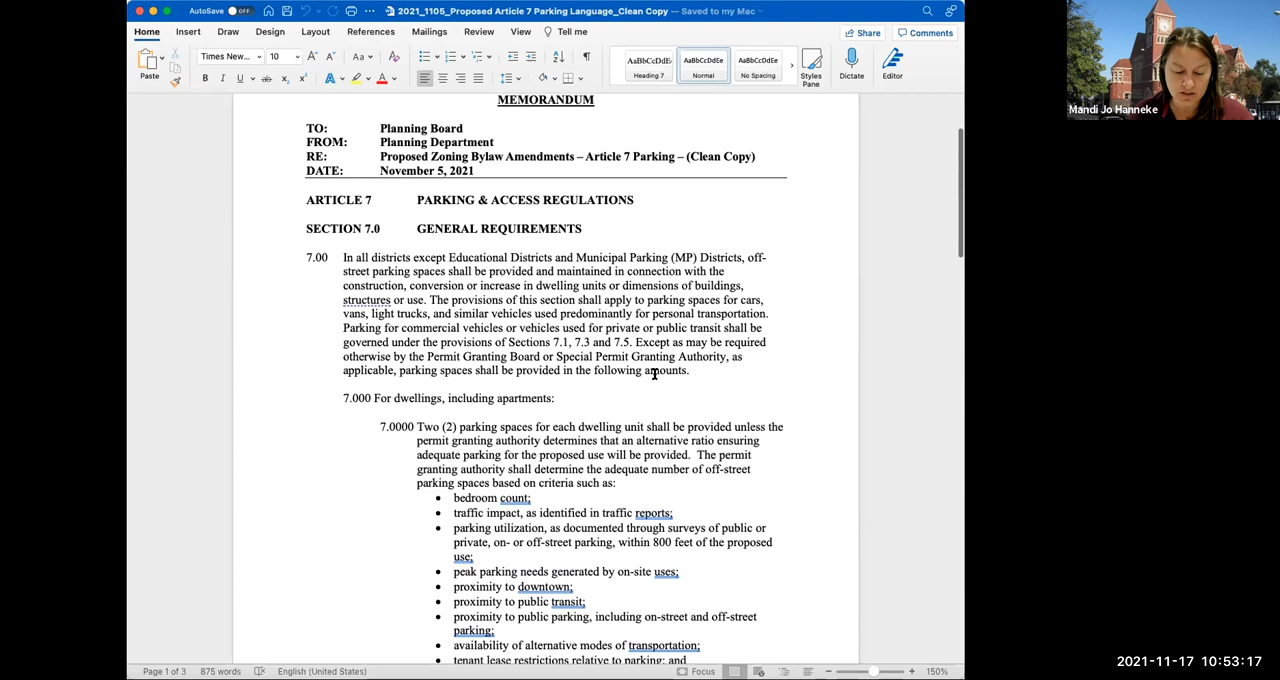 AutoSave OFF
2021_1105_Proposed Article 7 Parking Language_Clean Copy — Saved to my Mac
Home Insert Draw Design Layout References Mailings Review View Tell me
Share Comments
Times New... 10
Paste
AaBbCcDdE
Heading 7
AaBbCcDdEe
Normal
AaBbCcDdEe
No Spacing
Styles Pane
Dictate
Editor
Mandi Jo Hanneke
MEMORANDUM
TO: Planning Board
FROM: Planning Department
RE: Proposed Zoning Bylaw Amendments – Article 7 Parking – (Clean Copy)
DATE: November 5, 2021
ARTICLE 7 PARKING & ACCESS REGULATIONS
SECTION 7.0 GENERAL REQUIREMENTS
7.00 In all districts except Educational Districts and Municipal Parking (MP) Districts, off-
street parking spaces shall be provided and maintained in connection with the
construction, conversion or increase in dwelling units or dimensions of buildings,
structures or use. The provisions of this section shall apply to parking spaces for cars,
vans, light trucks, and similar vehicles used predominantly for personal transportation.
Parking for commercial vehicles or vehicles used for private or public transit shall be
governed under the provisions of Sections 7.1, 7.3 and 7.5. Except as may be required
otherwise by the Permit Granting Board or Special Permit Granting Authority, as
applicable, parking spaces shall be provided in the following amounts.
7.000 For dwellings, including apartments:
7.0000 Two (2) parking spaces for each dwelling unit shall be provided unless the
permit granting authority determines that an alternative ratio ensuring
adequate parking for the proposed use will be provided. The permit
granting authority shall determine the adequate number of off-street
parking spaces based on criteria such as:
• bedroom count;
• traffic impact, as identified in traffic reports;
• parking utilization, as documented through surveys of public or
private, on- or off-street parking, within 800 feet of the proposed
use;
• peak parking needs generated by on-site uses;
• proximity to downtown;
• proximity to public transit;
• proximity to public parking, including on-street and off-street
parking;
• availability of alternative modes of transportation;
• tenant lease restrictions relative to parking; and
Page 1 of 3 875 words English (United States) Focus 150%
2021-11-17 10:53:17